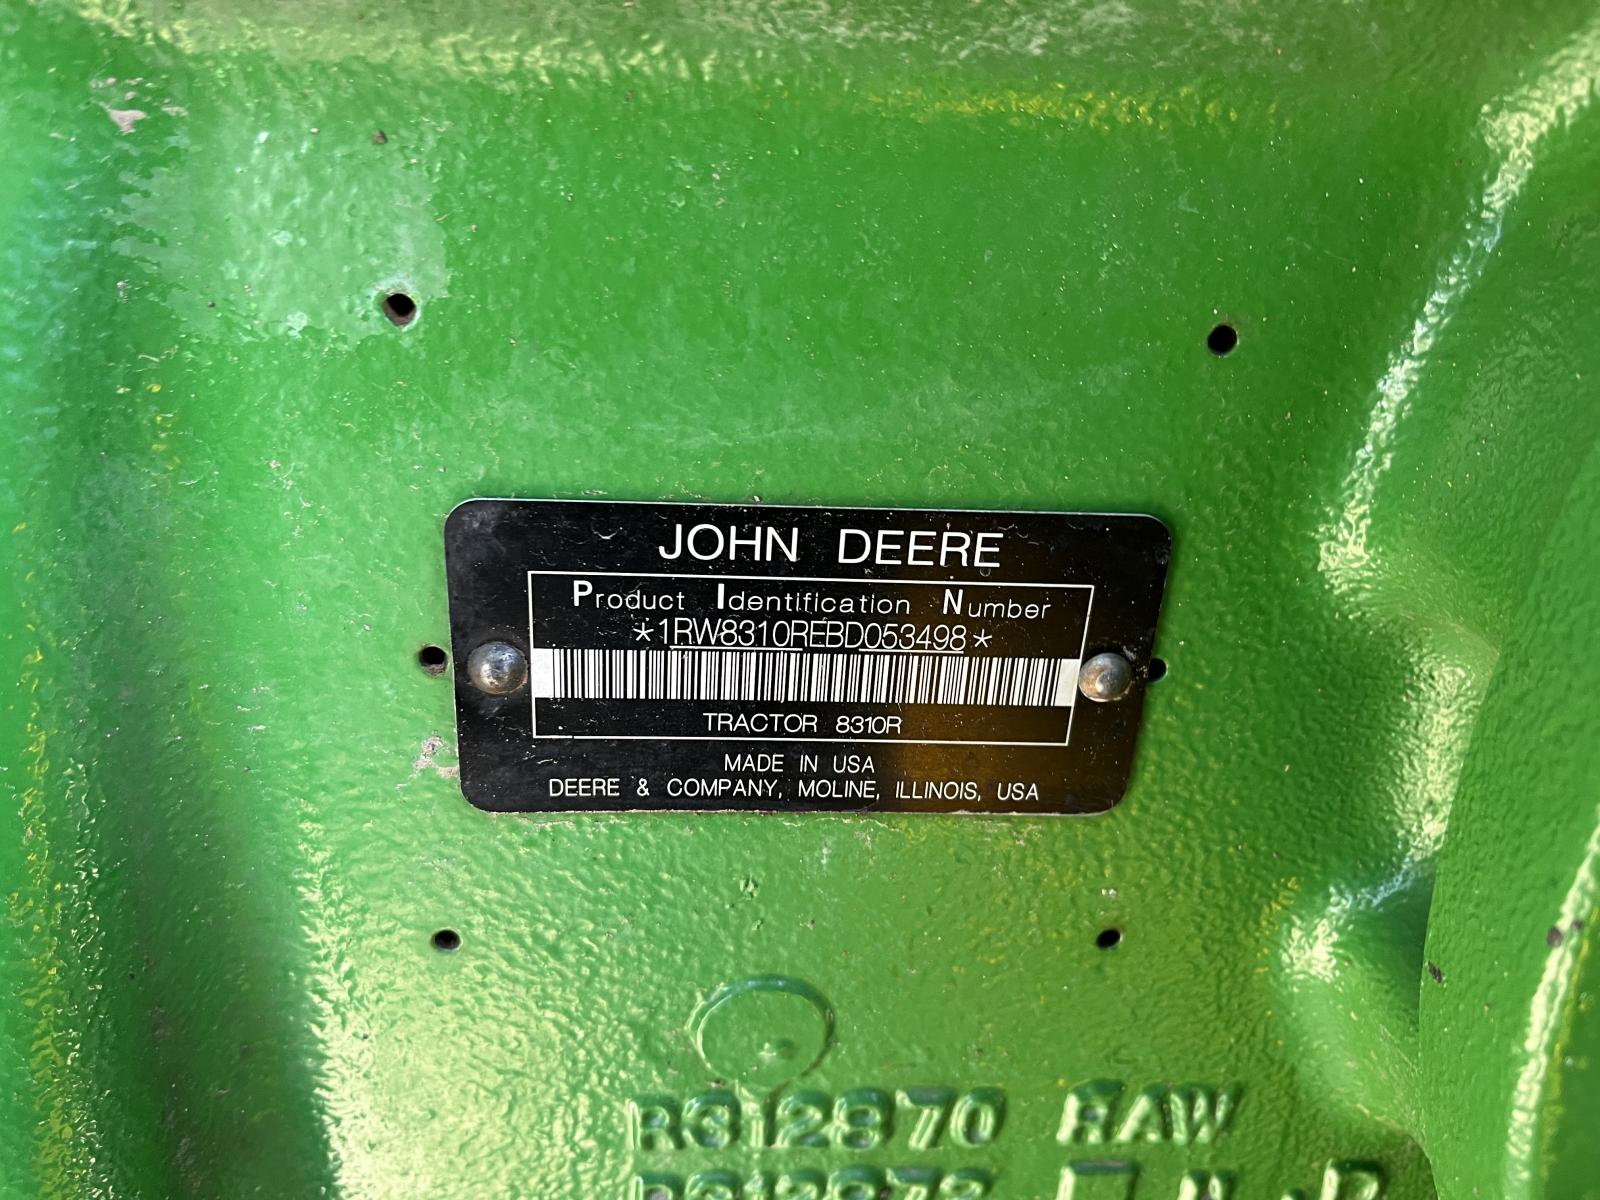 JOHN DEERE
Product Identification Number
*1RW8310REBD053498*
TRACTOR 8310R
MADE IN USA
DEERE & COMPANY, MOLINE, ILLINOIS, USA
R312870 RAW